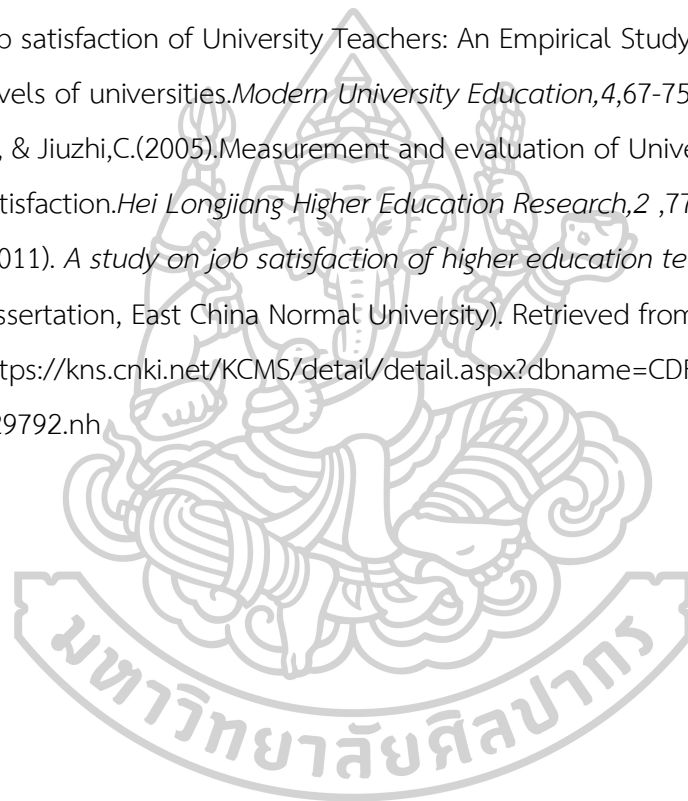 b satisfaction of University Teachers: An Empirical Study
vels of universities.Modern University Education,4,67-75
, & Jiuzhi,C.(2005).Measurement and evaluation of Unive
tisfaction.Hei Longjiang Higher Education Research,2 ,77
011). A study on job satisfaction of higher education te
ssertation, East China Normal University). Retrieved from
tps://kns.cnki.net/KCMS/detail/detail.aspx?dbname=CDF
29792.nh
มหาวิทยาลัยศิลปากร